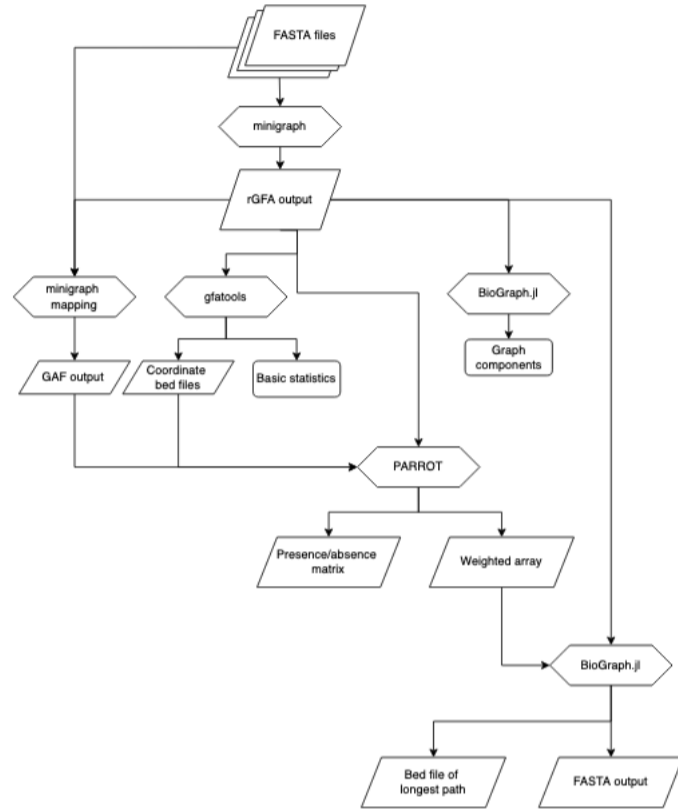 FASTA files
minigraph
rGFA output
minigraph
mapping
gfatools
BioGraph.jl
GAF output
Coordinate
bed files
Basic statistics
Graph
components
PARROT
Presence/absence
matrix
Weighted array
BioGraph.jl
Bed file of
longest path
FASTA output